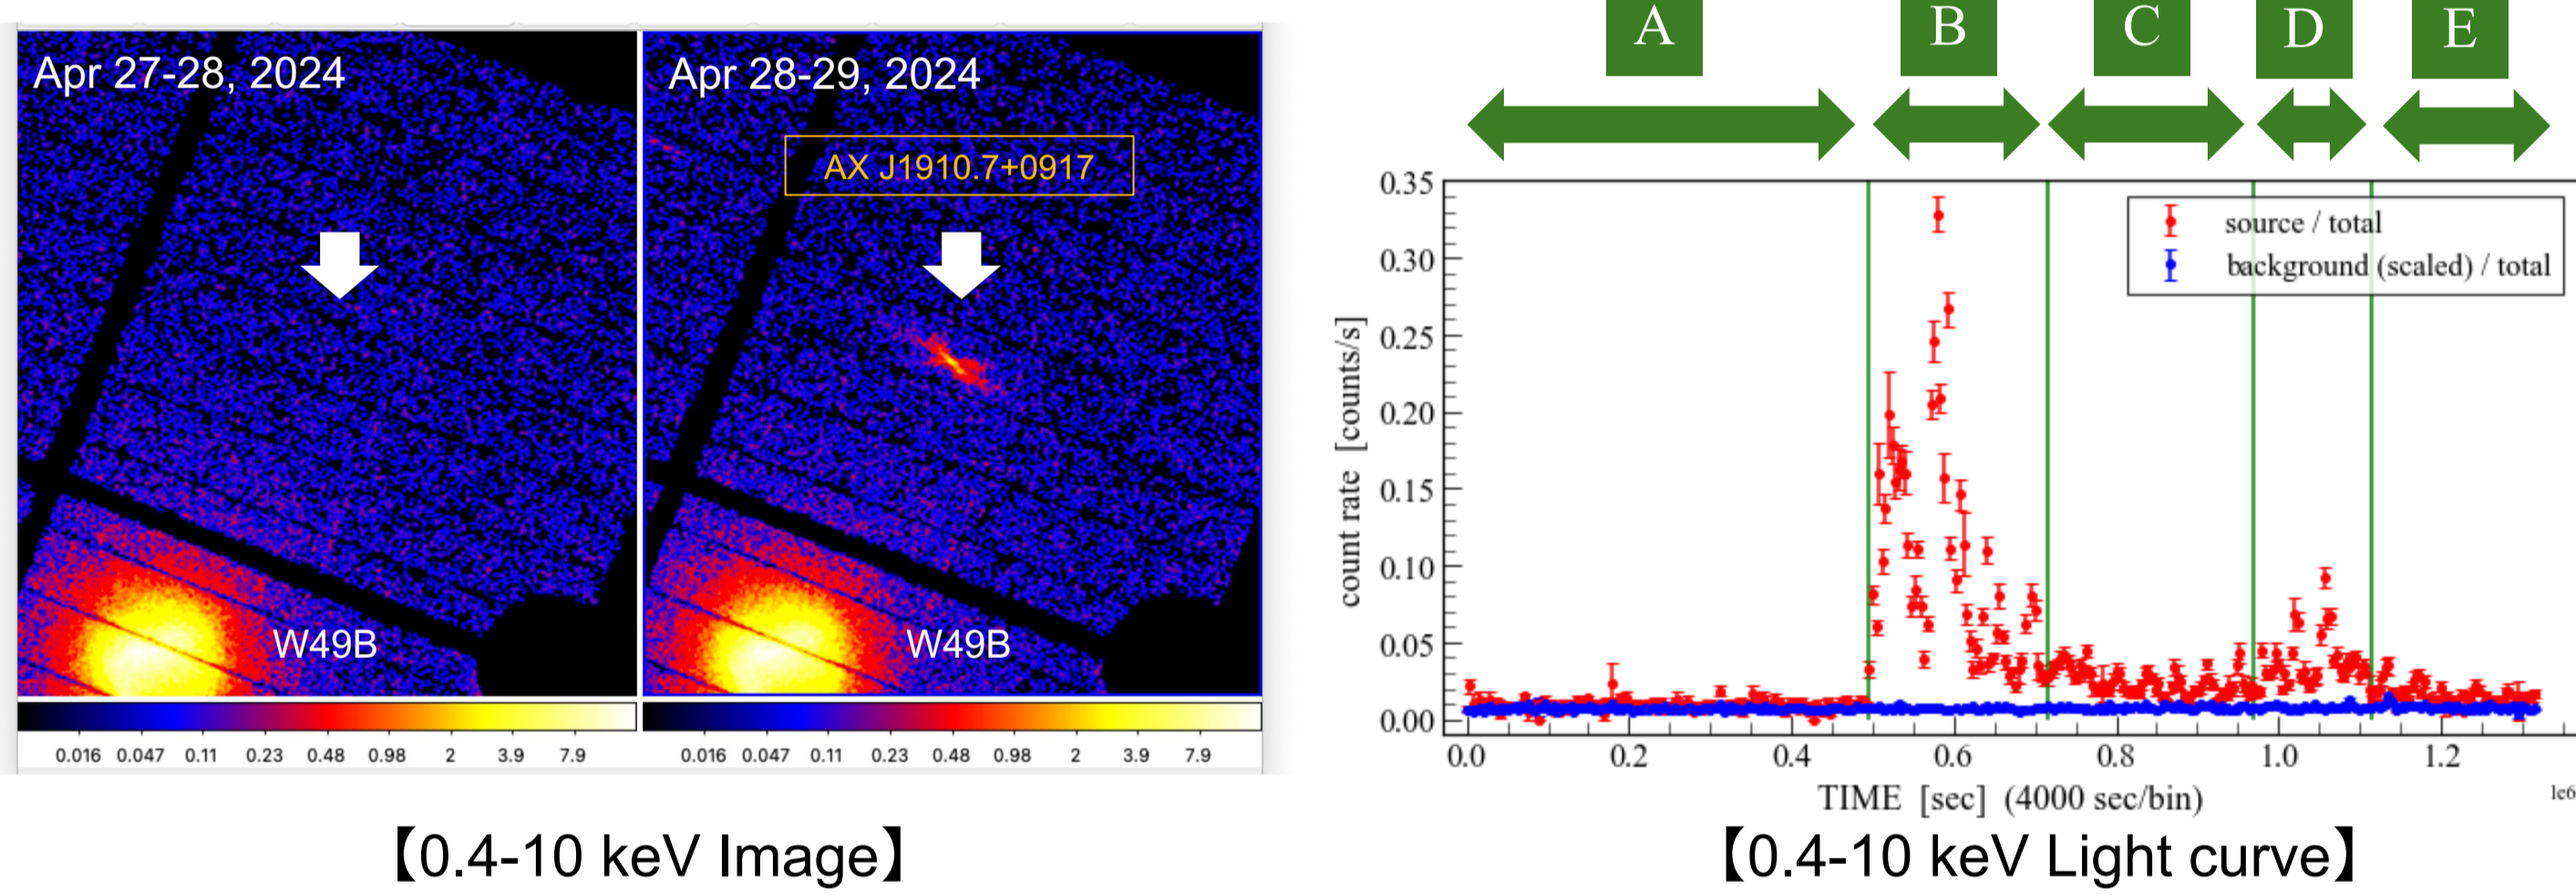 Apr 27-28, 2024
Apr 28-29, 2024
AX J1910.7+0917
W49B
W49B
0.016 0.047 0.11 0.23 0.48 0.98 2 3.9 7.9
0.016 0.047 0.11 0.23 0.48 0.98 2 3.9 7.9
【0.4-10 keV Image】
A B C D E
source / total
background (scaled) / total
count rate [counts/s]
0.35
0.30
0.25
0.20
0.15
0.10
0.05
0.00
0.0 0.2 0.4 0.6 0.8 1.0 1.2
TIME [sec] (4000 sec/bin)
1e6
【0.4-10 keV Light curve】